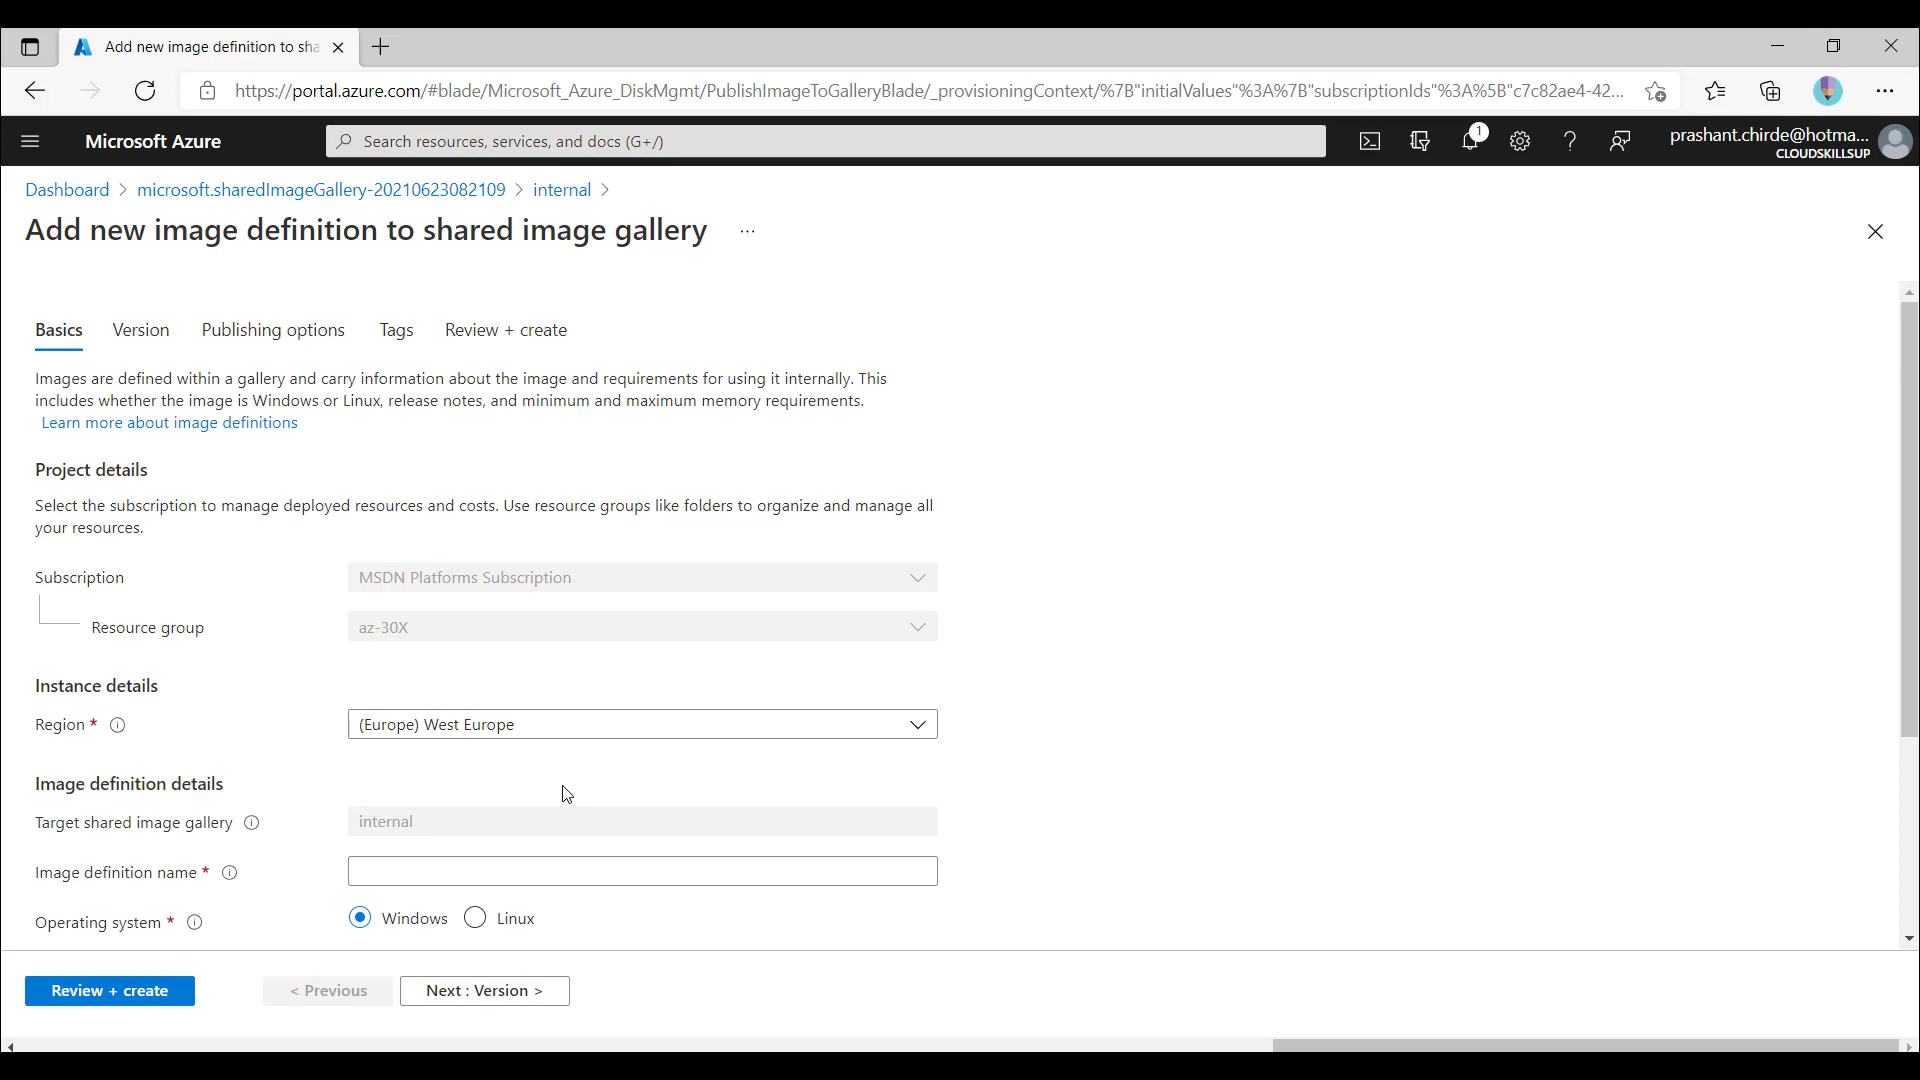 Add new image definition to sha
https://portal.azure.com/#blade/Microsoft_Azure_DiskMgmt/PublishImageToGalleryBlade/_provisioningContext/%7B"initialValues"%3A%7B"subscriptionIds"%3A%5B"c7c82ae4-42...
Microsoft Azure
Search resources, services, and docs (G+/)
1
prashant.chirde@hotma...
CLOUDSKILLSUP
Dashboard > microsoft.sharedImageGallery-20210623082109 > internal >
Add new image definition to shared image gallery ...
Basics Version Publishing options Tags Review + create
Images are defined within a gallery and carry information about the image and requirements for using it internally. This
includes whether the image is Windows or Linux, release notes, and minimum and maximum memory requirements.
Learn more about image definitions
Project details
Select the subscription to manage deployed resources and costs. Use resource groups like folders to organize and manage all
your resources.
Subscription MSDN Platforms Subscription
Resource group az-30X
Instance details
Region * (Europe) West Europe
Image definition details
Target shared image gallery internal
Image definition name *
Operating system * Windows Linux
Review + create < Previous Next : Version >